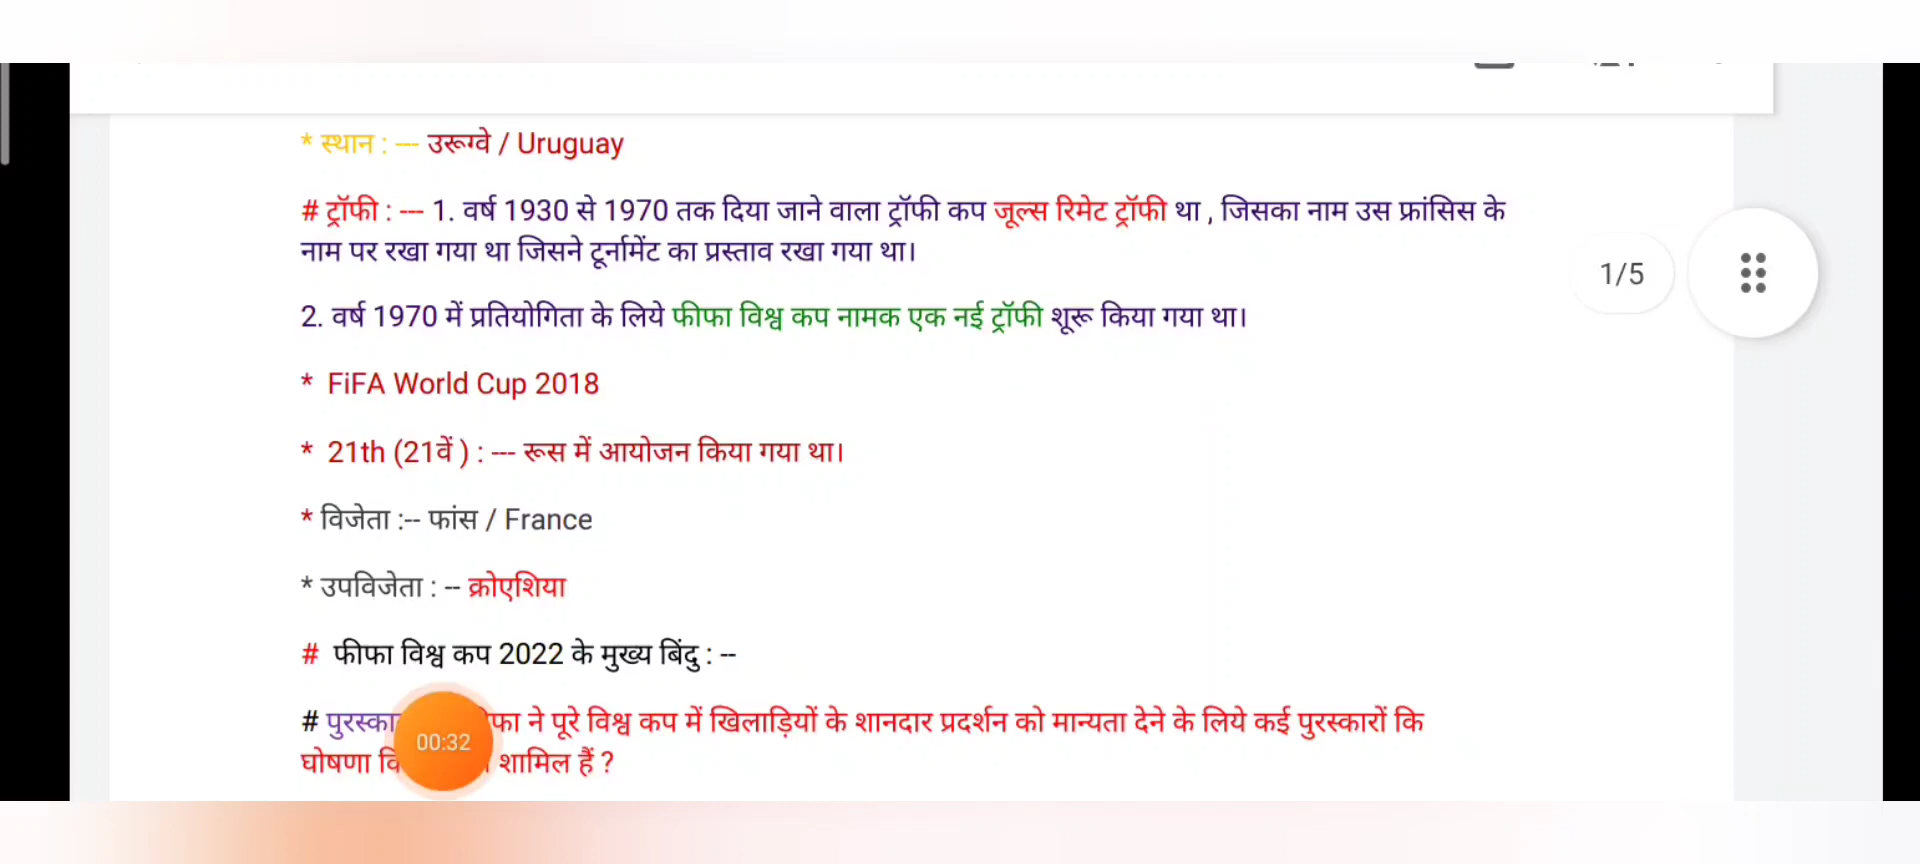 * स्थान : --- उरूग्वे / Uruguay
# ट्रॉफी : --- 1. वर्ष 1930 से 1970 तक दिया जाने वाला ट्रॉफी कप जूल्स रिमेट ट्रॉफी था , जिसका नाम उस फ्रांसिस के
नाम पर रखा गया था जिसने टूर्नामेंट का प्रस्ताव रखा गया था।
1/5
2. वर्ष 1970 में प्रतियोगिता के लिये फीफा विश्व कप नामक एक नई ट्रॉफी शूरू किया गया था।
* FiFA World Cup 2018
* 21th (21वें ) : --- रूस में आयोजन किया गया था।
* विजेता :-- फांस / France
* उपविजेता : -- क्रोएशिया
# फीफा विश्व कप 2022 के मुख्य बिंदु : --
# ने पूरे विश्व कप में खिलाड़ियों के शानदार प्रदर्शन को मान्यता देने के लिये कई पुरस्कारों कि
00:32
घोषणा शामिल हैं ?